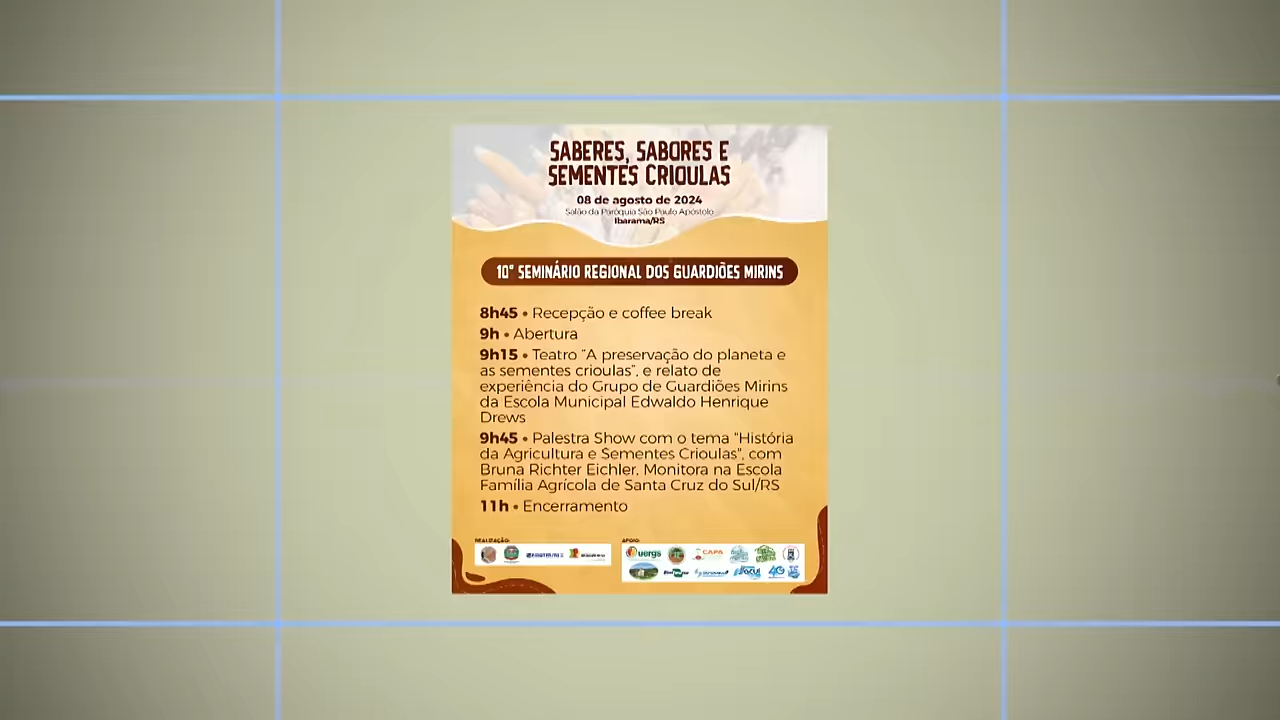 SABERES, SABORES E
SEMENTES CRIOULAS
08 de agosto de 2024
Salão da Paróquia São Paulo Apóstolo
Ibarama/RS
10º SEMINÁRIO REGIONAL DOS GUARDIÕES MIRINS
8h45 • Recepção e coffee break
9h • Abertura
9h15 • Teatro "A preservação do planeta e
as sementes crioulas", e relato de
experiência do Grupo de Guardiões Mirins
da Escola Municipal Edwaldo Henrique
Drews
9h45 • Palestra Show com o tema "História
da Agricultura e Sementes Crioulas", com
Bruna Richter Eichler, Monitora na Escola
Família Agrícola de Santa Cruz do Sul/RS
11h • Encerramento
REALIZAÇÃO:
APOIO:
uergs
CAPA